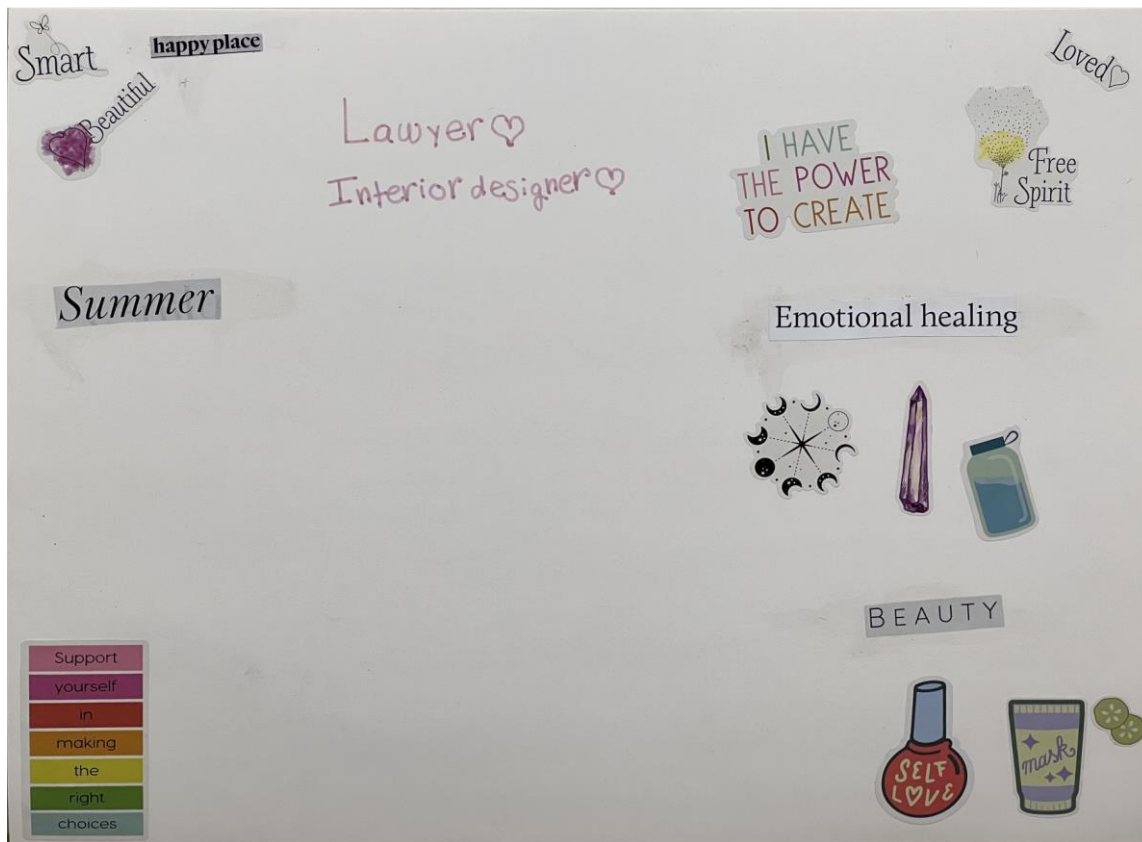 Smart
happy place
Beautiful
Lawyer♡
Interior designer♡
I HAVE
THE POWER
TO CREATE
Loved♡
Free
Spirit
Summer
Emotional healing
BEAUTY
Support
yourself
in
making
the
right
choices
SELF
LOVE
mask